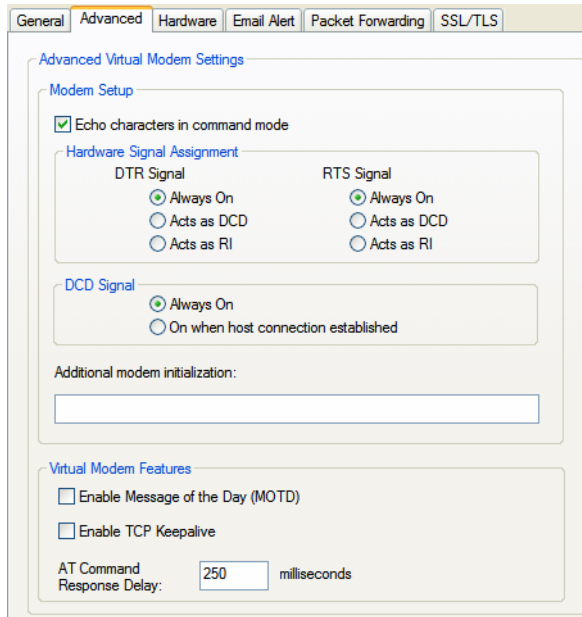 General Advanced Hardware Email Alert Packet Forwarding SSL/TLS
Advanced Virtual Modem Settings
Modem Setup
Echo characters in command mode
Hardware Signal Assignment
DTR Signal RTS Signal
Always On Always On
Acts as DCD Acts as DCD
Acts as RI Acts as RI
DCD Signal
Always On
On when host connection established
Additional modem initialization:
Virtual Modem Features
Enable Message of the Day (MOTD)
Enable TCP Keepalive
AT Command
Response Delay: 250 milliseconds